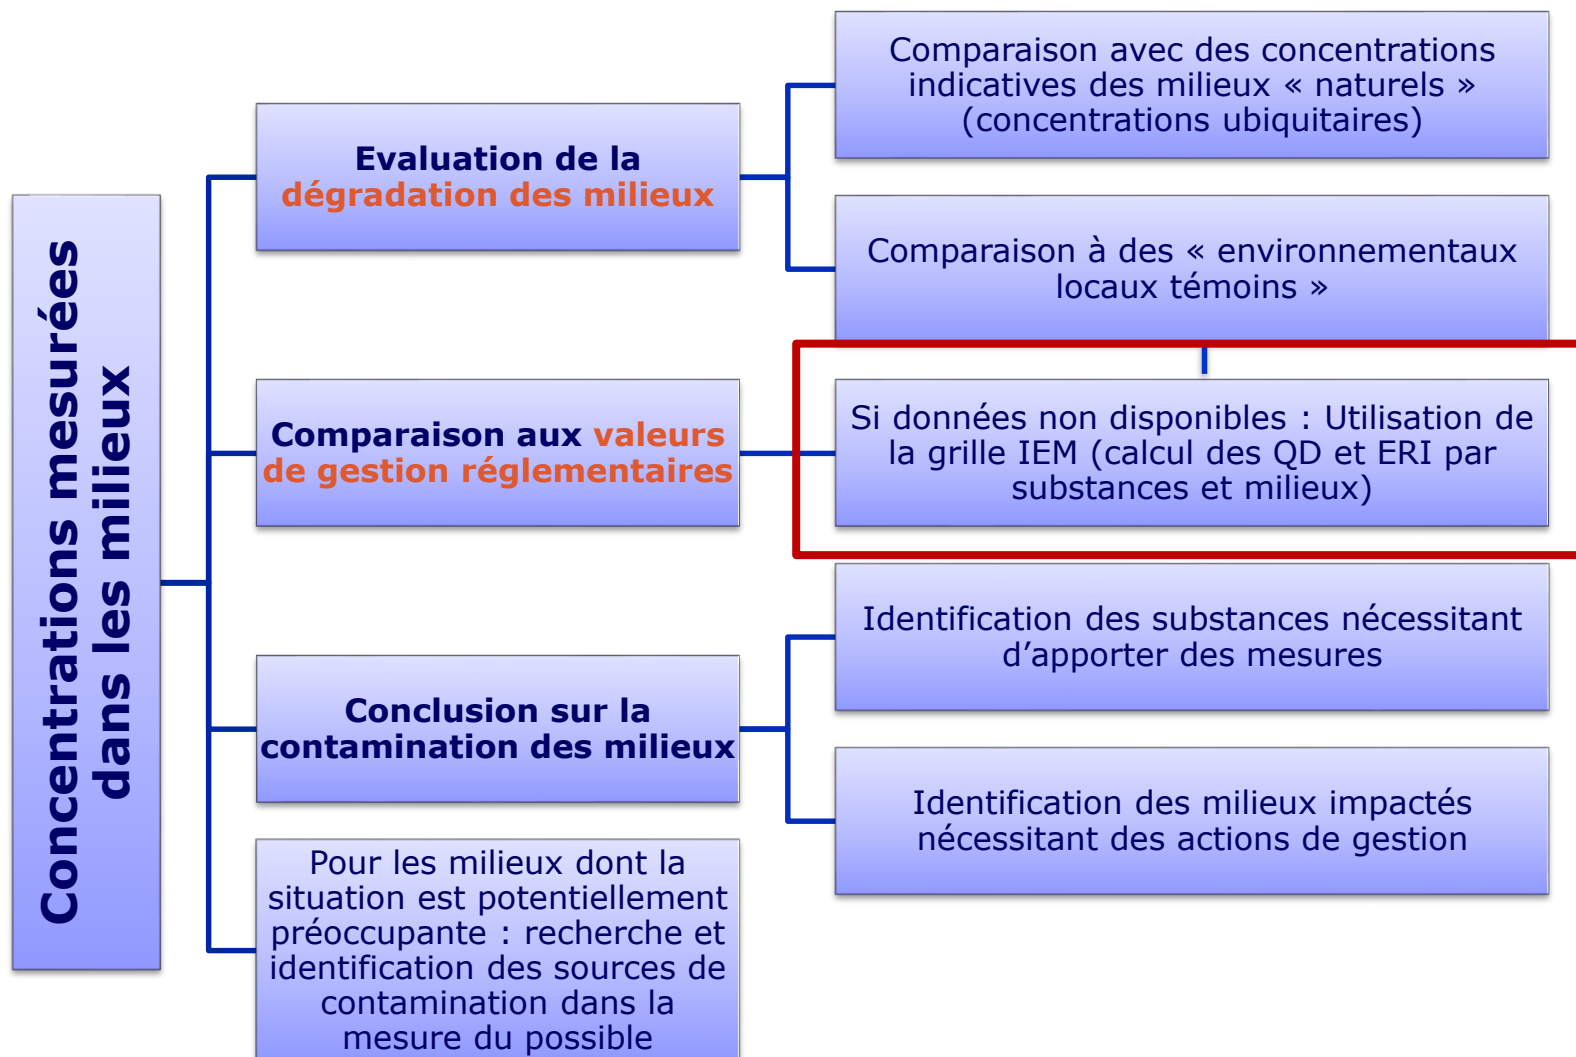 Concentrations mesurées
dans les milieux
Evaluation de la
dégradation des milieux
Comparaison avec des concentrations
indicatives des milieux « naturels »
(concentrations ubiquitaires)
Comparaison à des « environnementaux
locaux témoins »
Comparaison aux valeurs
de gestion réglementaires
Si données non disponibles : Utilisation de
la grille IEM (calcul des QD et ERI par
substances et milieux)
Conclusion sur la
contamination des milieux
Identification des substances nécessitant
d’apporter des mesures
Identification des milieux impactés
nécessitant des actions de gestion
Pour les milieux dont la
situation est potentiellement
préoccupante : recherche et
identification des sources de
contamination dans la
mesure du possible